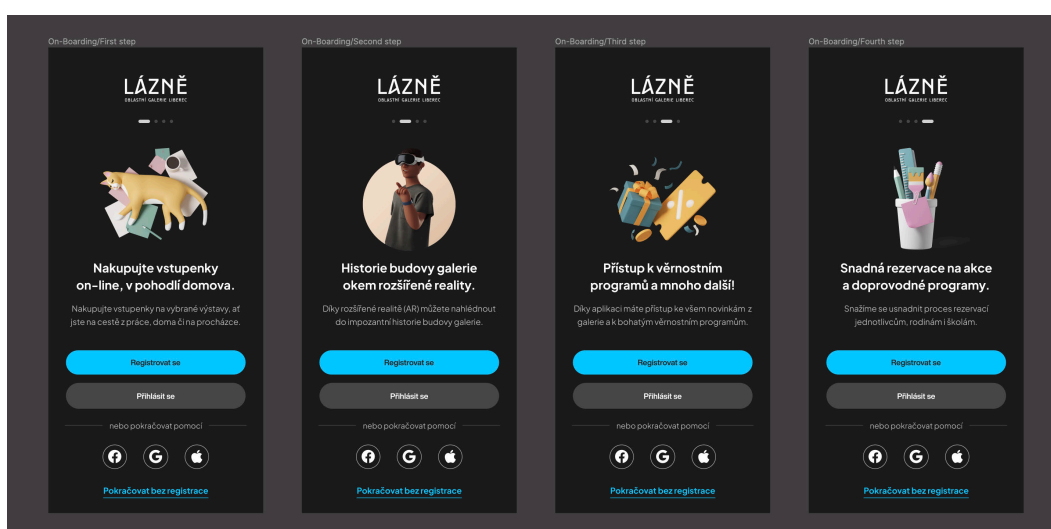 On-Boarding/First step
LÁZNĚ
OBLASTNÍ GALERIE LIBEREC
Nakupujte vstupenky
on-line, v pohodlí domova.
Nakupujte vstupenky na vybrané výstavy, ať
jste na cestě z práce, doma či na procházce.
Registrovat se
Přihlásit se
nebo pokračovat pomocí
G
Pokračovat bez registrace
On-Boarding/Second step
LÁZNĚ
OBLASTNÍ GALERIE LIBEREC
Historie budovy galerie
okem rozšířené reality.
Díky rozšířené realitě (AR) můžete nahlédnout
do impozantní historie budovy galerie.
Registrovat se
Přihlásit se
nebo pokračovat pomocí
G
Pokračovat bez registrace
On-Boarding/Third step
LÁZNĚ
OBLASTNÍ GALERIE LIBEREC
%
Přístup k věrnostním
programů a mnoho další!
Díky aplikaci máte přístup ke všem novinkám z
galerie a k bohatým věrnostním programům.
Registrovat se
Přihlásit se
nebo pokračovat pomocí
G
Pokračovat bez registrace
On-Boarding/Fourth step
LÁZNĚ
OBLASTNÍ GALERIE LIBEREC
Snadná rezervace na akce
a doprovodné programy.
Snažíme se usnadnit proces rezervací
jednotlivcům, rodinám i školám.
Registrovat se
Přihlásit se
nebo pokračovat pomocí
G
Pokračovat bez registrace